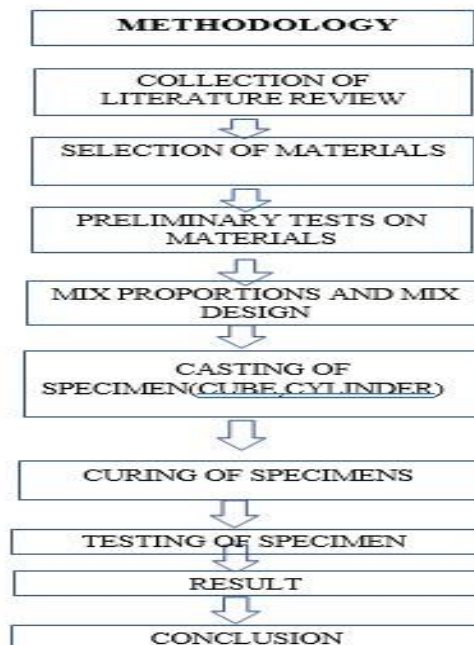 METHODOLOGY
COLLECTION OF
LITERATURE REVIEW
SELECTION OF MATERIALS
PRELIMINARY TESTS ON
MATERIALS
MIX PROPORTIONS AND MIX
DESIGN
CASTING OF
SPECIMEN(CUBE,CYLINDER)
CURING OF SPECIMENS
TESTING OF SPECIMEN
RESULT
CONCLUSION